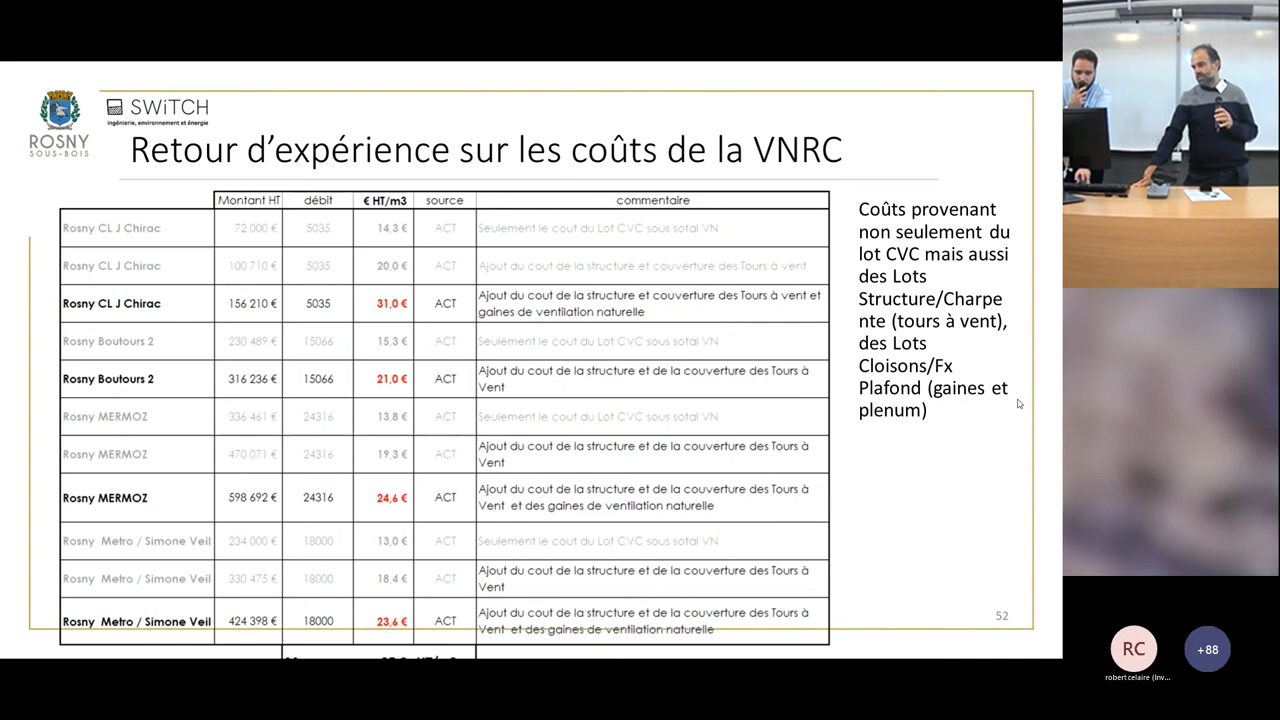 ROSNY
SOUS-BOIS
SWiTCH
ingénierie, environnement et énergie
Retour d'expérience sur les coûts de la VNRC
Montant HT débit € HT/m3 source commentaire
Rosny CL J Chirac 72 000 € 5035 14,3 € ACT Seulement le cout du Lot CVC sous sotal VN
Rosny CL J Chirac 100 710 € 5035 20,0 € ACT Ajout du cout de la structure et couverture des Tours à vent
Rosny CL J Chirac 156 210 € 5035 31,0 € ACT Ajout du cout de la structure et couverture des Tours à vent et
gaines de ventilation naturelle
Rosny Boutours 2 230 489 € 15066 15,3 € ACT Seulement le cout du Lot CVC sous sotal VN
Rosny Boutours 2 316 236 € 15066 21,0 € ACT Ajout du cout de la structure et de la couverture des Tours à
Vent
Rosny MERMOZ 336 461 € 24316 13,8 € ACT Seulement le cout du Lot CVC sous sotal VN
Rosny MERMOZ 470 071 € 24316 19,3 € ACT Ajout du cout de la structure et de la couverture des Tours à
Vent
Rosny MERMOZ 598 692 € 24316 24,6 € ACT Ajout du cout de la structure et de la couverture des Tours à
Vent et des gaines de ventilation naturelle
Rosny Metro / Simone Veil 234 000 € 18000 13,0 € ACT Seulement le cout du Lot CVC sous sotal VN
Rosny Metro / Simone Veil 330 475 € 18000 18,4 € ACT Ajout du cout de la structure et de la couverture des Tours à
Vent
Rosny Metro / Simone Veil 424 398 € 18000 23,6 € ACT Ajout du cout de la structure et de la couverture des Tours à
Vent et des gaines de ventilation naturelle
Coûts provenant
non seulement du
lot CVC mais aussi
des Lots
Structure/Charpe
nte (tours à vent),
des Lots
Cloisons/Fx
Plafond (gaines et
plenum)
52
RC
+88
robert celaire (Inv...